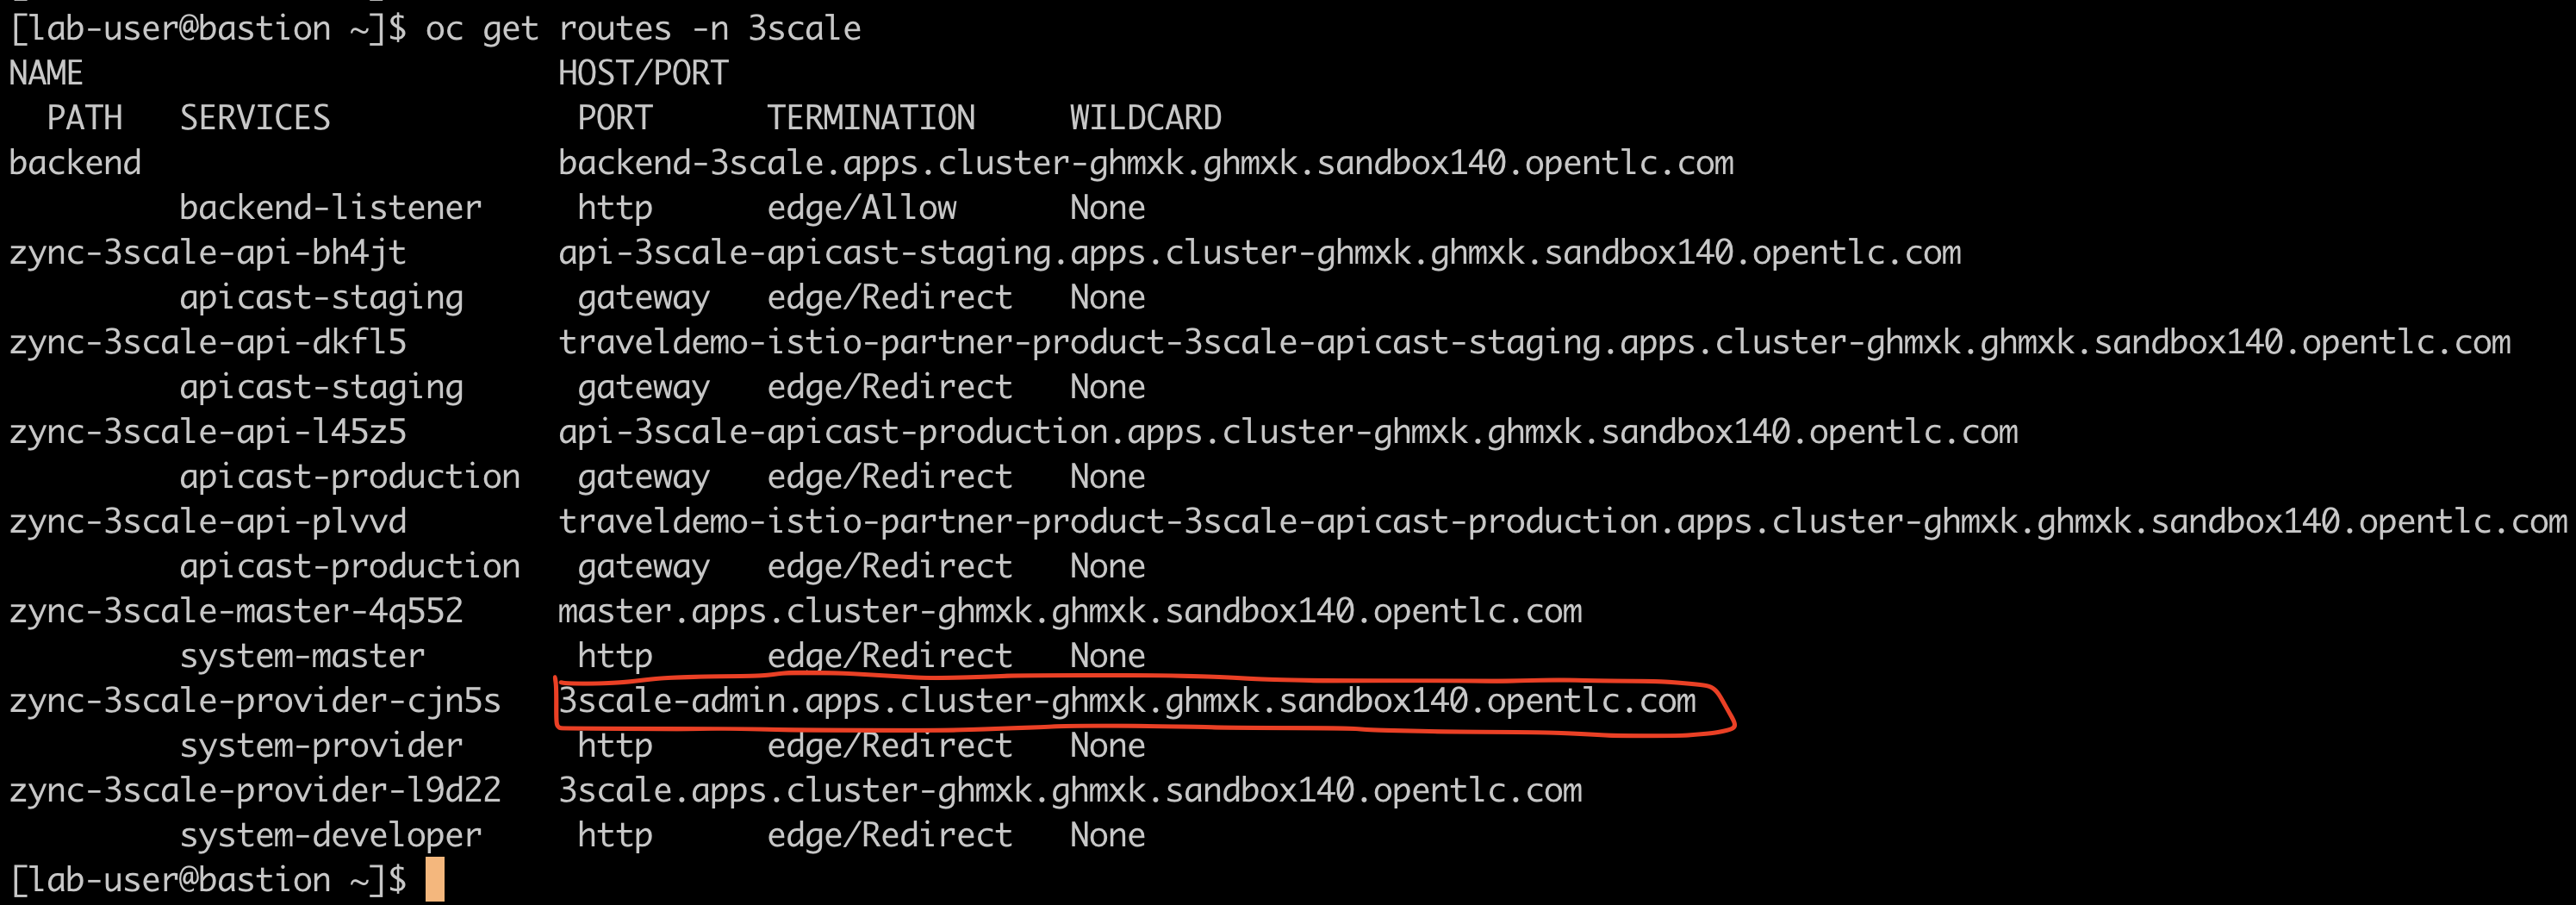 [lab-user@bastion ~]$ oc get routes -n 3scale
NAME                         HOST/PORT
  PATH   SERVICES             PORT      TERMINATION     WILDCARD
backend                      backend-3scale.apps.cluster-ghmxk.ghmxk.sandbox140.opentlc.com
         backend-listener     http      edge/Allow      None
zync-3scale-api-bh4jt        api-3scale-apicast-staging.apps.cluster-ghmxk.ghmxk.sandbox140.opentlc.com
         apicast-staging      gateway   edge/Redirect   None
zync-3scale-api-dkfl5        traveldemo-istio-partner-product-3scale-apicast-staging.apps.cluster-ghmxk.ghmxk.sandbox140.opentlc.com
         apicast-staging      gateway   edge/Redirect   None
zync-3scale-api-l45z5        api-3scale-apicast-production.apps.cluster-ghmxk.ghmxk.sandbox140.opentlc.com
         apicast-production   gateway   edge/Redirect   None
zync-3scale-api-plvvd        traveldemo-istio-partner-product-3scale-apicast-production.apps.cluster-ghmxk.ghmxk.sandbox140.opentlc.com
         apicast-production   gateway   edge/Redirect   None
zync-3scale-master-4q552     master.apps.cluster-ghmxk.ghmxk.sandbox140.opentlc.com
         system-master        http      edge/Redirect   None
zync-3scale-provider-cjn5s   3scale-admin.apps.cluster-ghmxk.ghmxk.sandbox140.opentlc.com
         system-provider      http      edge/Redirect   None
zync-3scale-provider-l9d22   3scale.apps.cluster-ghmxk.ghmxk.sandbox140.opentlc.com
         system-developer     http      edge/Redirect   None
[lab-user@bastion ~]$